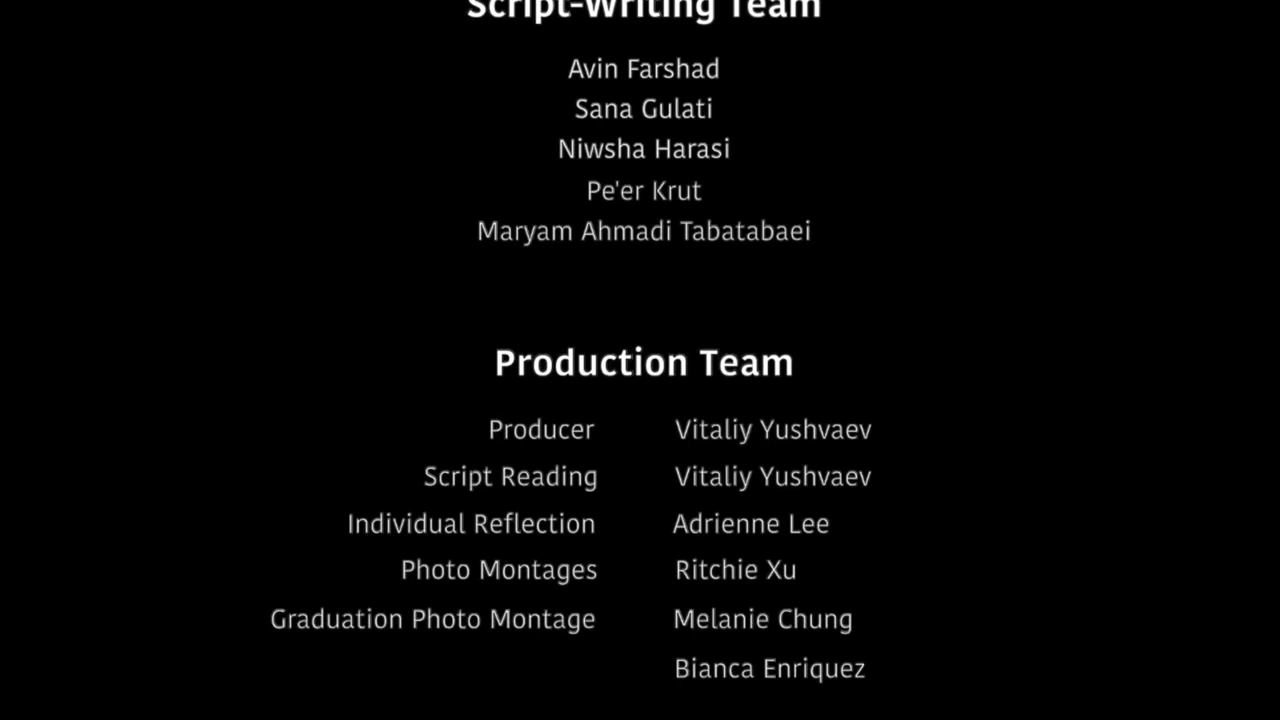 Script-Writing Team
Avin Farshad
Sana Gulati
Niwsha Harasi
Pe'er Krut
Maryam Ahmadi Tabatabaei
Production Team
Producer Vitaliy Yushvaev
Script Reading Vitaliy Yushvaev
Individual Reflection Adrienne Lee
Photo Montages Ritchie Xu
Graduation Photo Montage Melanie Chung
Bianca Enriquez